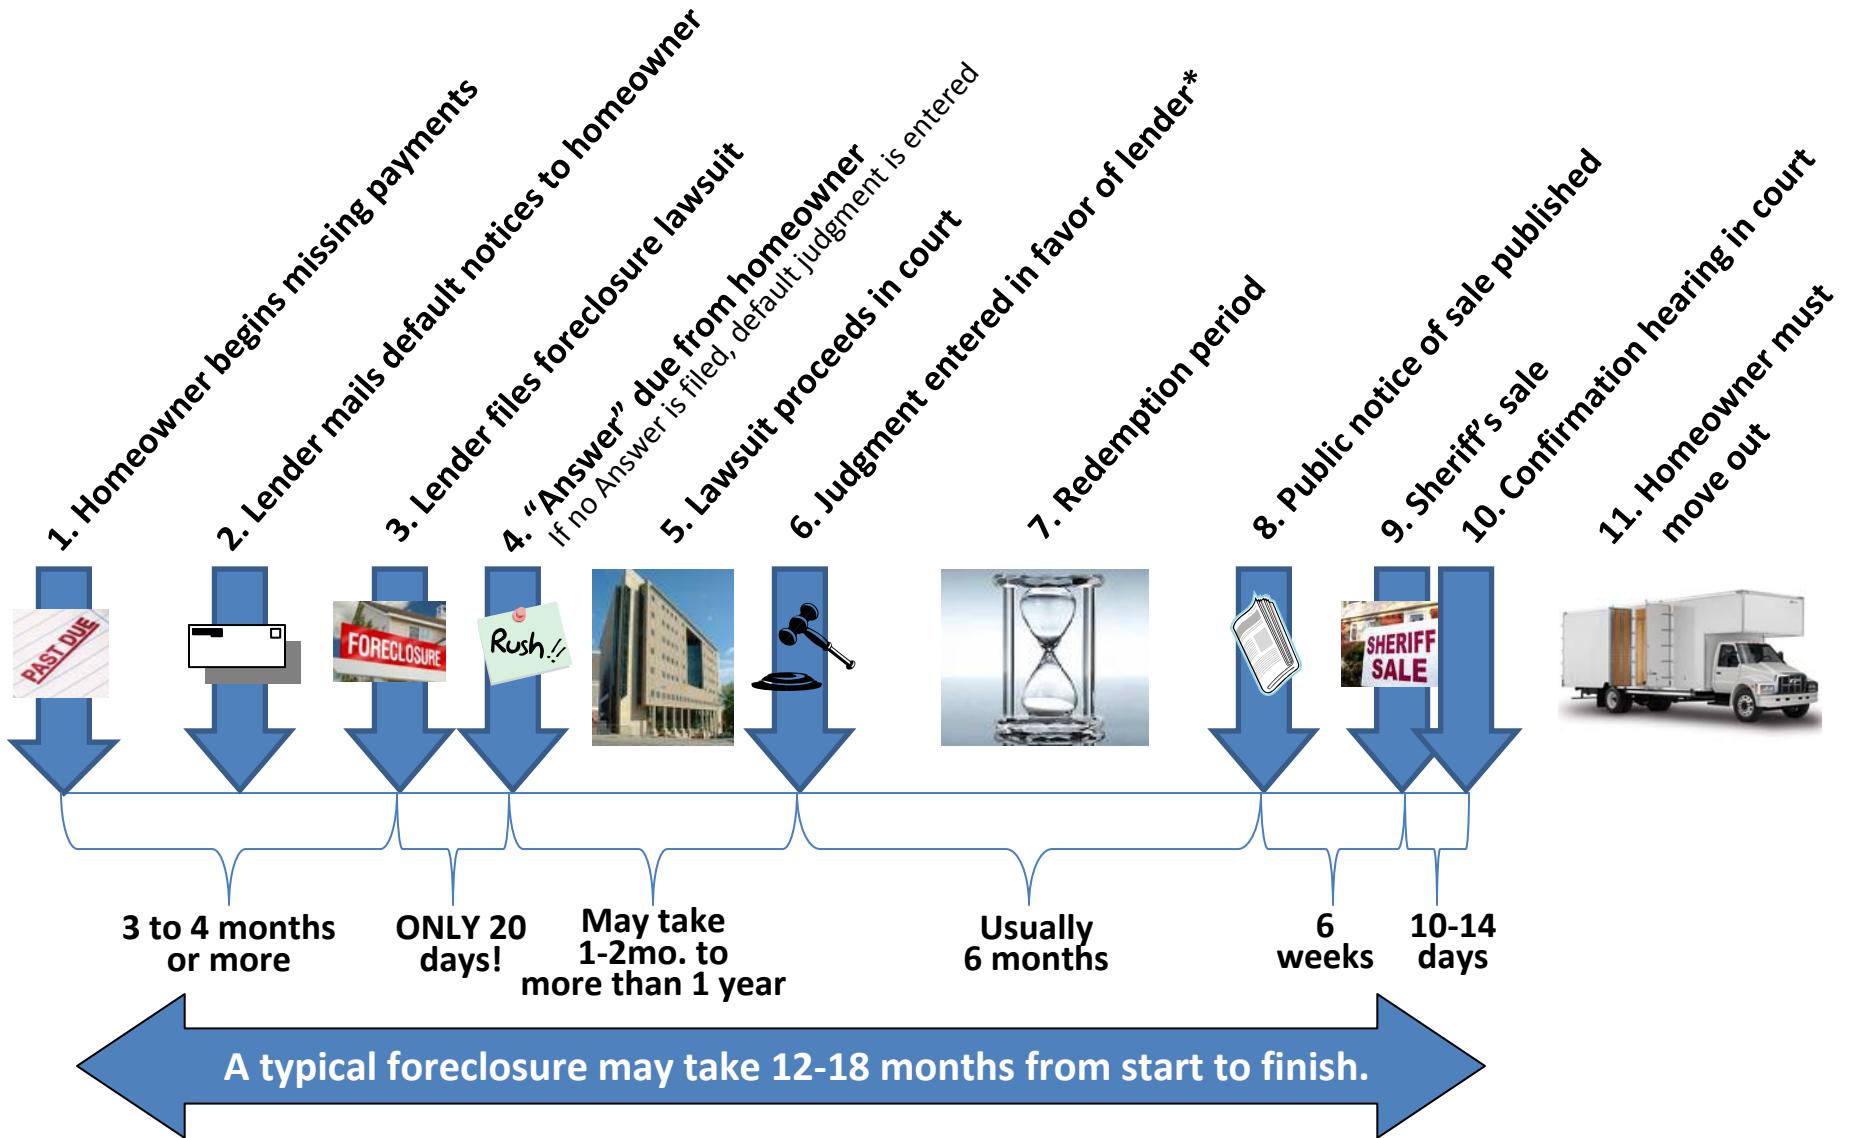 1. Homeowner begins missing payments
2. Lender mails default notices to homeowner
3. Lender files foreclosure lawsuit
4. “Answer” due from homeowner
If no Answer is filed, default judgment is entered
5. Lawsuit proceeds in court
6. Judgment entered in favor of lender*
7. Redemption period
8. Public notice of sale published
9. Sheriff’s sale
10. Confirmation hearing in court
11. Homeowner must
move out
PAST DUE
FORECLOSURE
Rush!!
SHERIFF
SALE
3 to 4 months
or more
ONLY 20
days!
May take
1-2mo. to
more than 1 year
Usually
6 months
6
weeks
10-14
days
A typical foreclosure may take 12-18 months from start to finish.